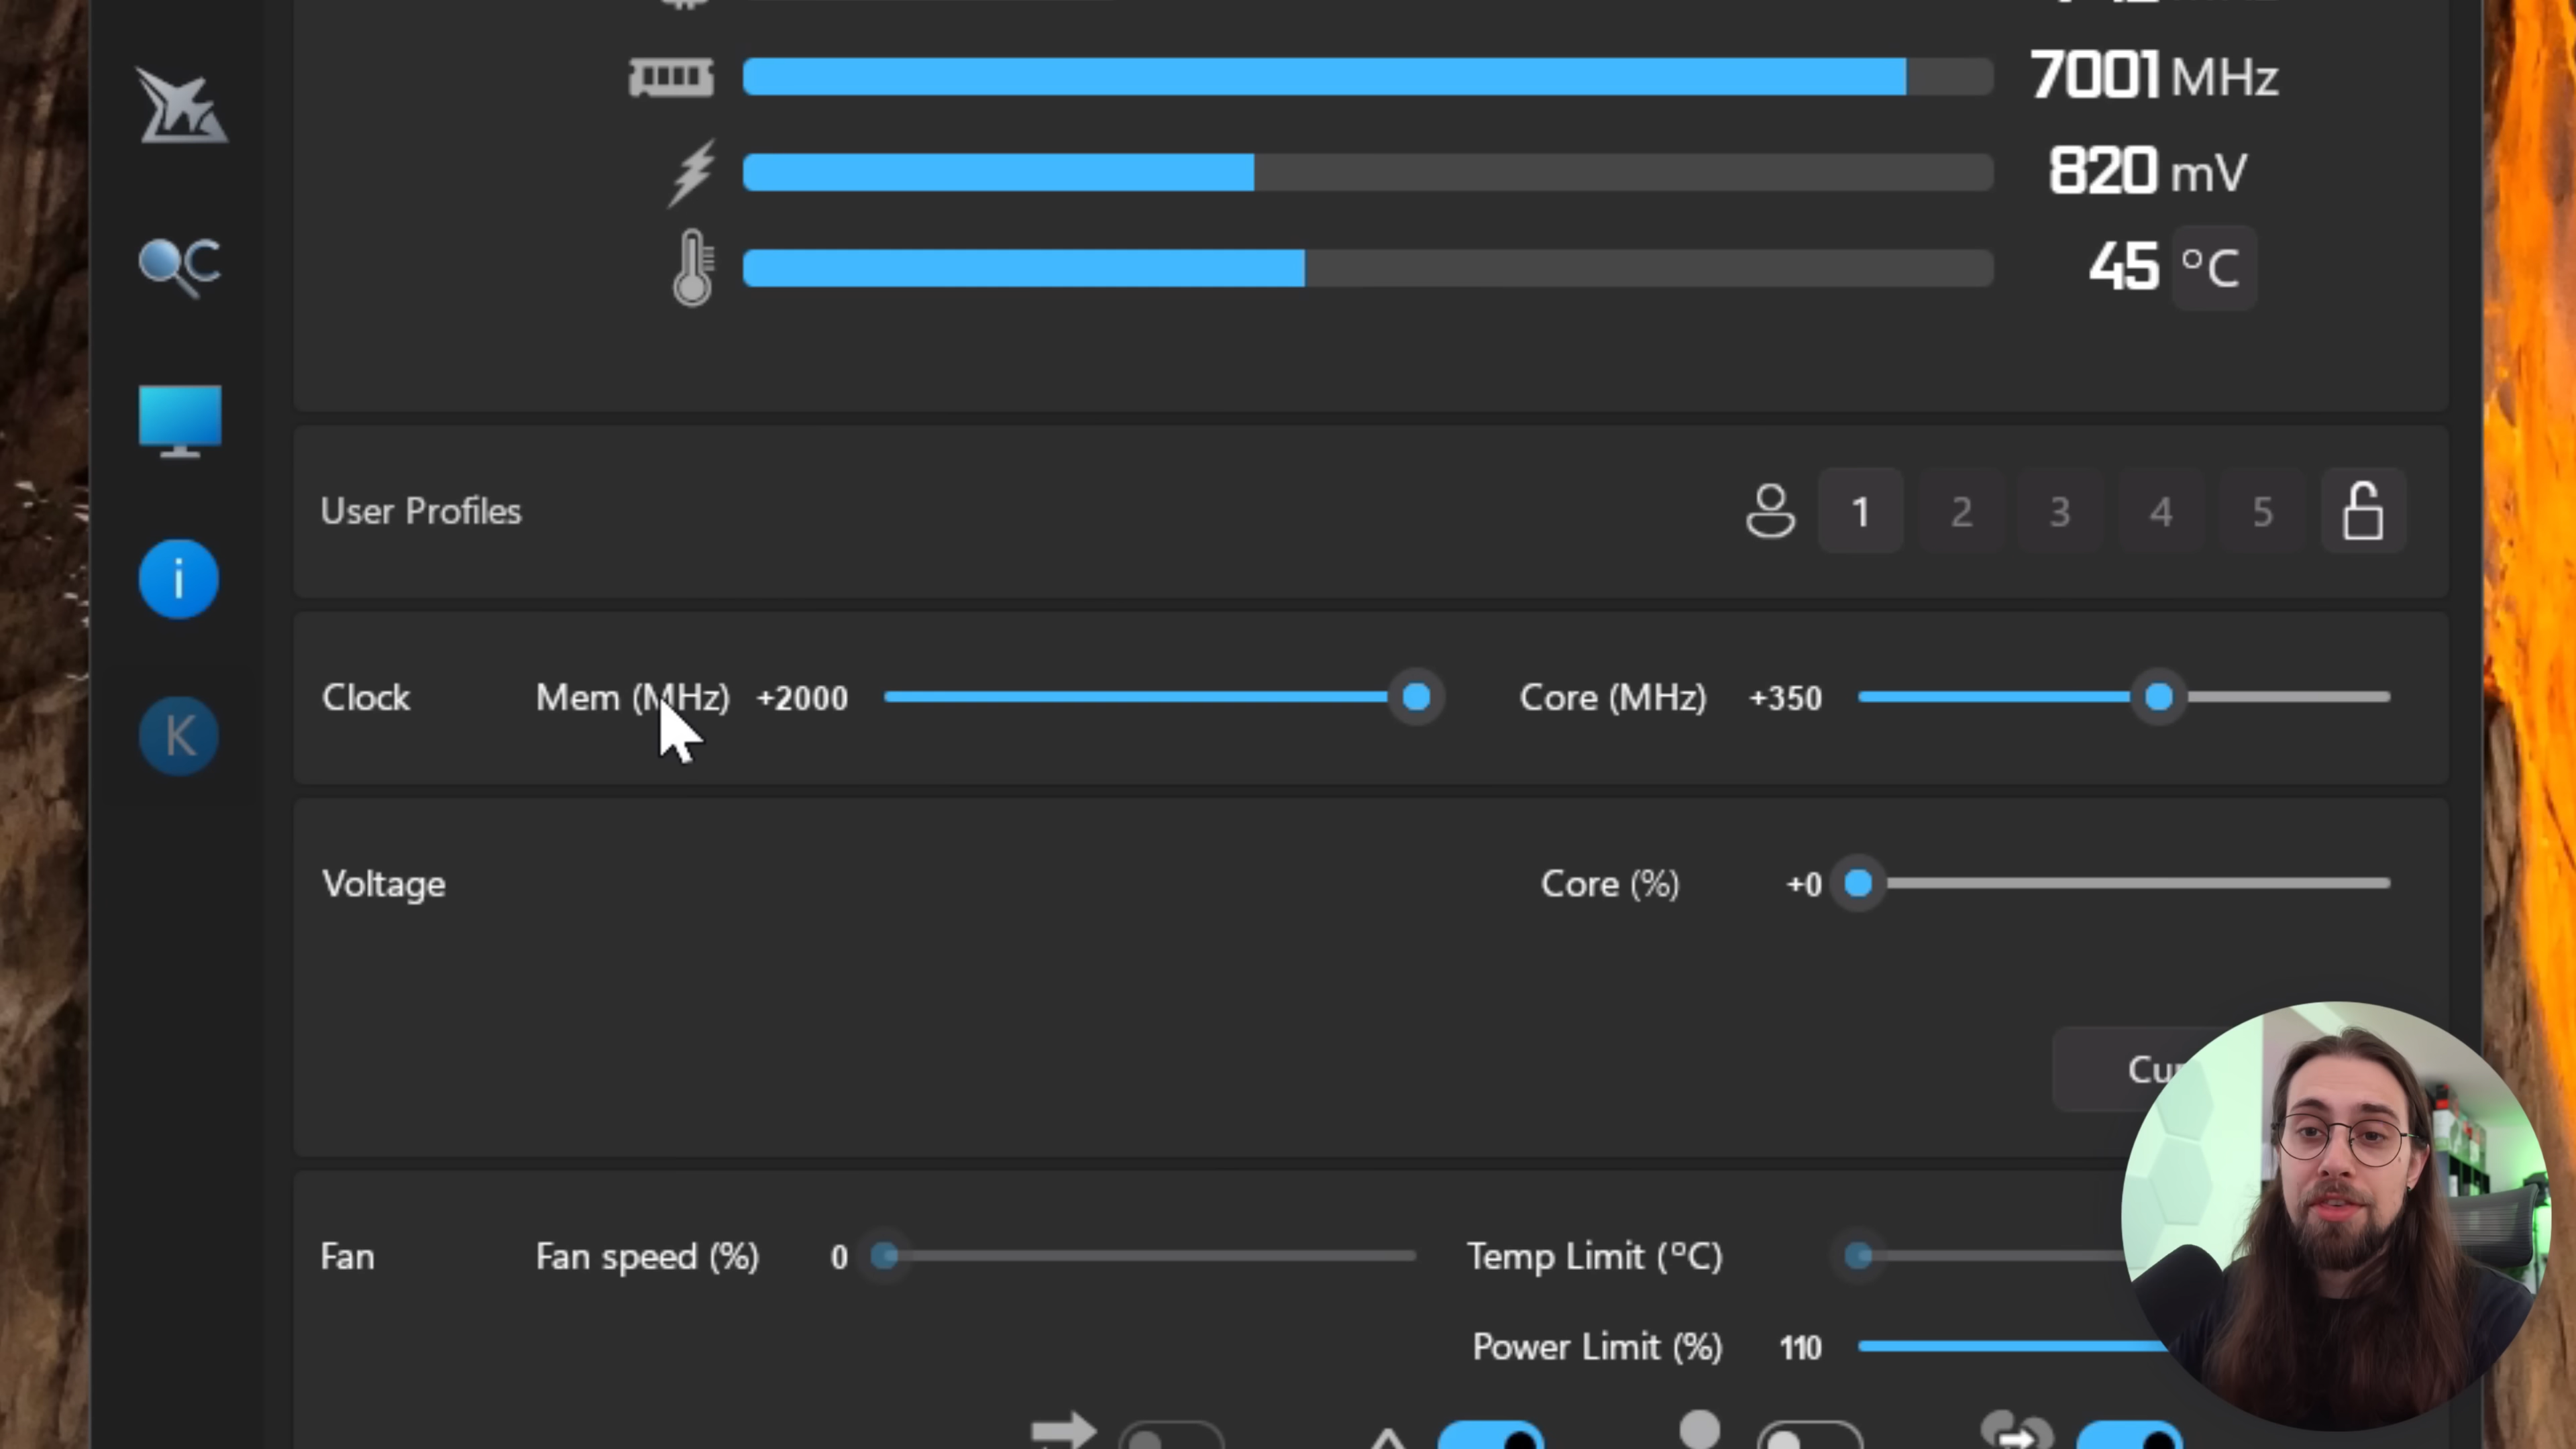 7001 MHz
820 mV
45 °C
User Profiles 1 2 3 4 5
Clock Mem (MHz) +2000 Core (MHz) +350
Voltage Core (%) +0
Fan Fan speed (%) 0 Temp Limit (°C)
Power Limit (%) 110
C
i
K